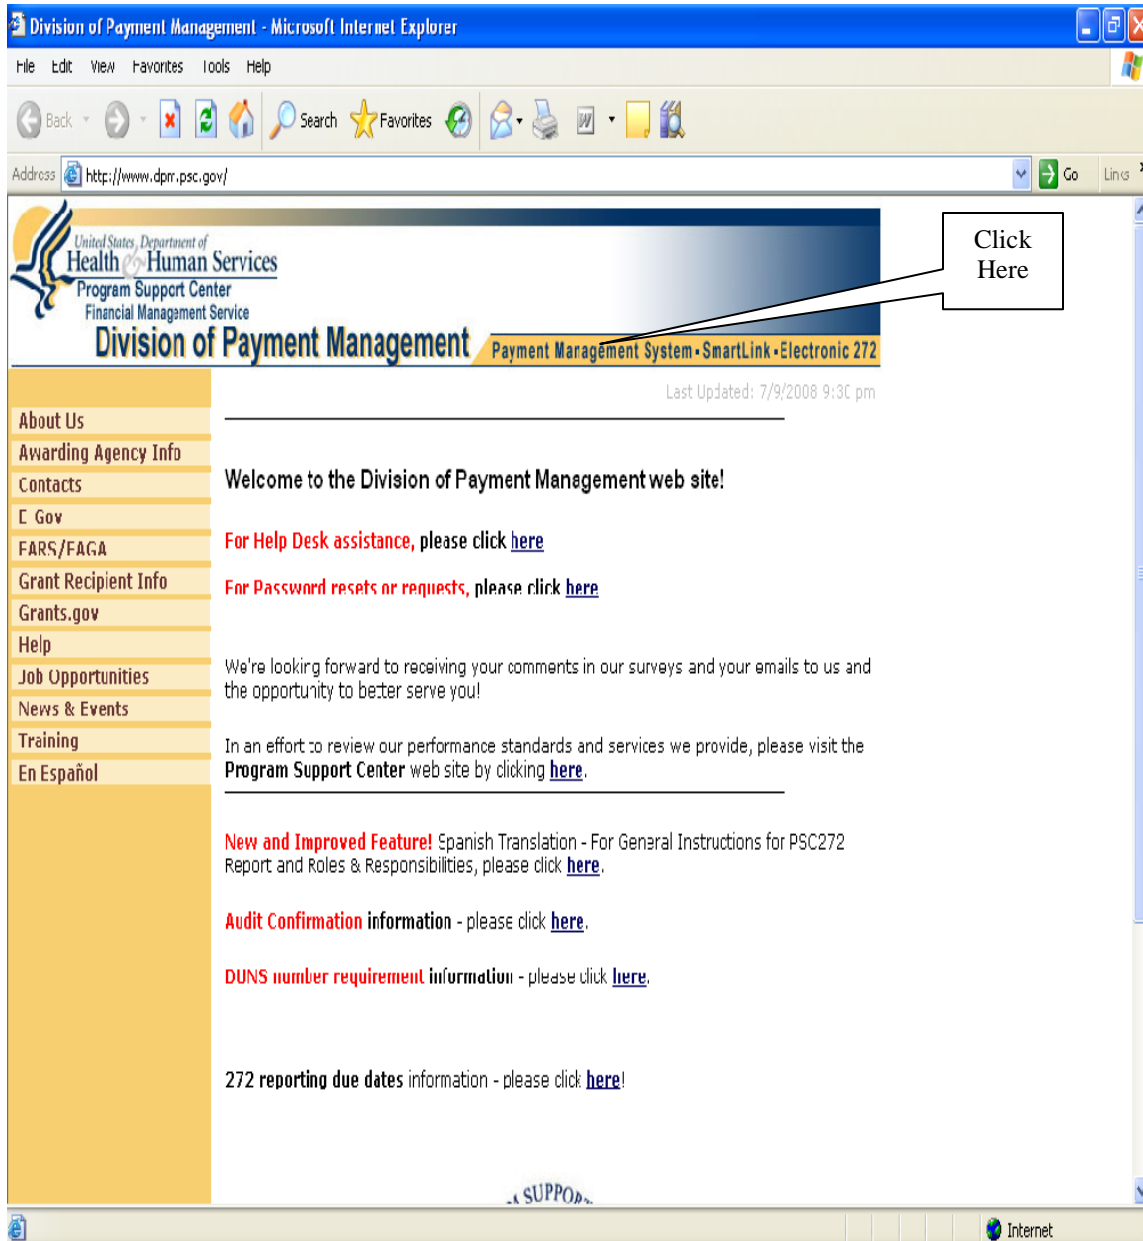 Division of Payment Management - Microsoft Internet Explorer
File Edit View Favorites Tools Help
Back Search Favorites
Address http://www.dpm.psc.gov/ Go Links
Click
Here
United States, Department of
Health & Human Services
Program Support Center
Financial Management Service
Division of Payment Management Payment Management System - SmartLink - Electronic 272
Last Updated: 7/9/2008 9:30 pm
About Us
Awarding Agency Info
Contacts
E Gov
FARS/FAGA
Grant Recipient Info
Grants.gov
Help
Job Opportunities
News & Events
Training
En Español
Welcome to the Division of Payment Management web site!
For Help Desk assistance, please click here
For Password resets or requests, please click here
We're looking forward to receiving your comments in our surveys and your emails to us and
the opportunity to better serve you!
In an effort to review our performance standards and services we provide, please visit the
Program Support Center web site by clicking here.
New and Improved Feature! Spanish Translation - For General Instructions for PSC272
Report and Roles & Responsibilities, please click here.
Audit Confirmation information - please click here.
DUNS number requirement information - please click here.
272 reporting due dates information - please click here!
SUPPO
Internet